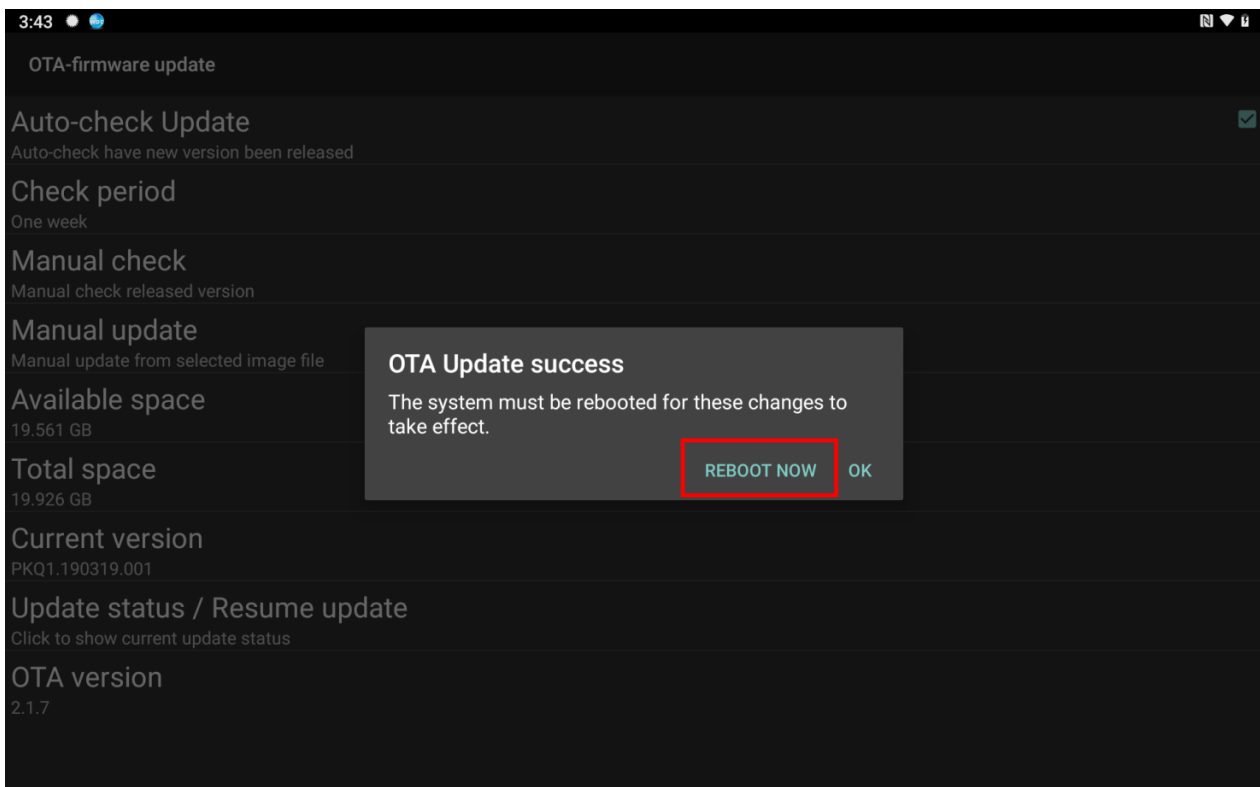 3:43
OTA-firmware update
Auto-check Update
Auto-check have new version been released
Check period
One week
Manual check
Manual check released version
Manual update
Manual update from selected image file
Available space
19.561 GB
Total space
19.926 GB
Current version
PKQ1.190319.001
Update status / Resume update
Click to show current update status
OTA version
2.1.7
OTA Update success
The system must be rebooted for these changes to
take effect.
REBOOT NOW OK